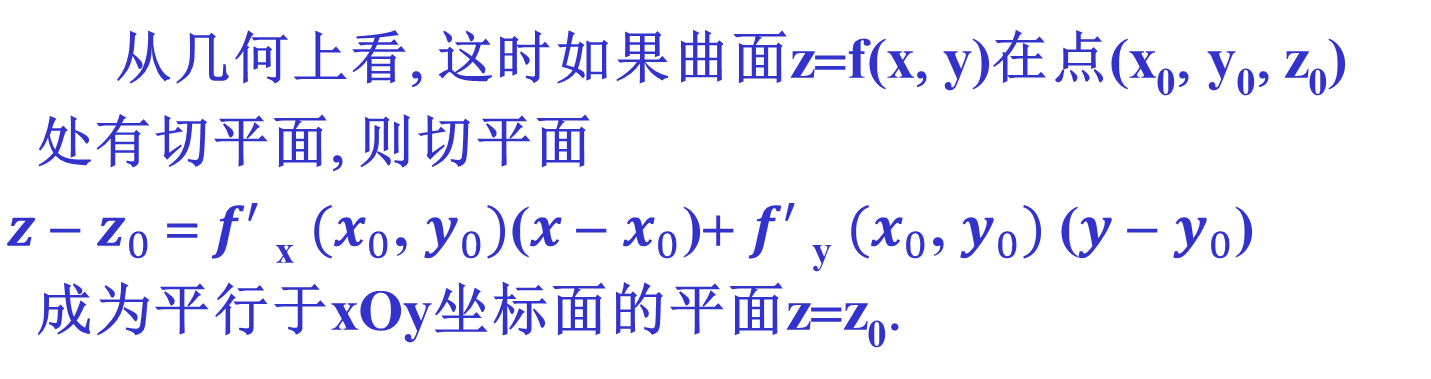 从几何上看, 这时如果曲面z=f(x, y)在点(x₀, y₀, z₀)
处有切平面, 则切平面
z − z₀ = f′ₓ (x₀, y₀)(x − x₀)+ f′ᵧ (x₀, y₀) (y − y₀)
成为平行于xOy坐标面的平面z=z₀.